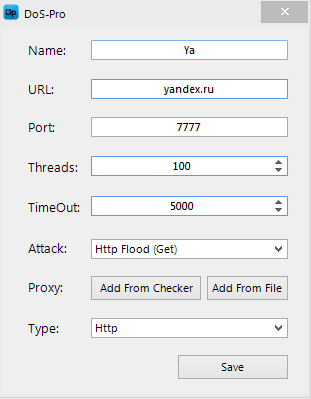 Dp DoS-Pro
Name: Ya
URL: yandex.ru
Port: 7777
Threads: 100
TimeOut: 5000
Attack: Http Flood (Get)
Proxy: Add From Checker Add From File
Type: Http
Save